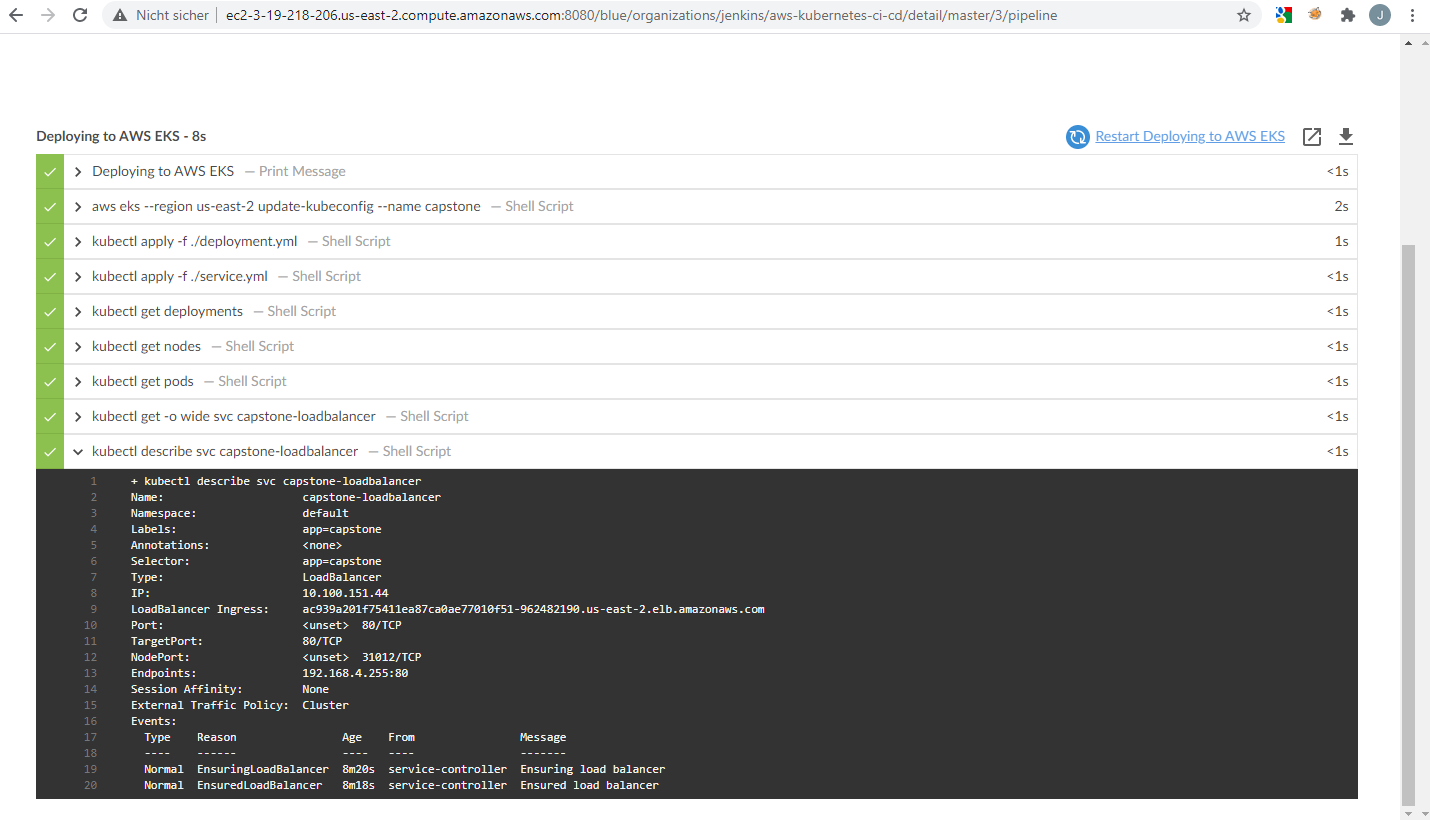 Nicht sicher | ec2-3-19-218-206.us-east-2.compute.amazonaws.com:8080/blue/organizations/jenkins/aws-kubernetes-ci-cd/detail/master/3/pipeline J
Deploying to AWS EKS - 8s Restart Deploying to AWS EKS
Deploying to AWS EKS — Print Message <1s
aws eks --region us-east-2 update-kubeconfig --name capstone — Shell Script 2s
kubectl apply -f ./deployment.yml — Shell Script 1s
kubectl apply -f ./service.yml — Shell Script <1s
kubectl get deployments — Shell Script <1s
kubectl get nodes — Shell Script <1s
kubectl get pods — Shell Script <1s
kubectl get -o wide svc capstone-loadbalancer — Shell Script <1s
kubectl describe svc capstone-loadbalancer — Shell Script <1s
1 + kubectl describe svc capstone-loadbalancer
2 Name: capstone-loadbalancer
3 Namespace: default
4 Labels: app=capstone
5 Annotations: <none>
6 Selector: app=capstone
7 Type: LoadBalancer
8 IP: 10.100.151.44
9 LoadBalancer Ingress: ac939a201f75411ea87ca0ae77010f51-962482190.us-east-2.elb.amazonaws.com
10 Port: <unset> 80/TCP
11 TargetPort: 80/TCP
12 NodePort: <unset> 31012/TCP
13 Endpoints: 192.168.4.255:80
14 Session Affinity: None
15 External Traffic Policy: Cluster
16 Events:
17 Type Reason Age From Message
18 ---- ------ ---- ---- -------
19 Normal EnsuringLoadBalancer 8m20s service-controller Ensuring load balancer
20 Normal EnsuredLoadBalancer 8m18s service-controller Ensured load balancer